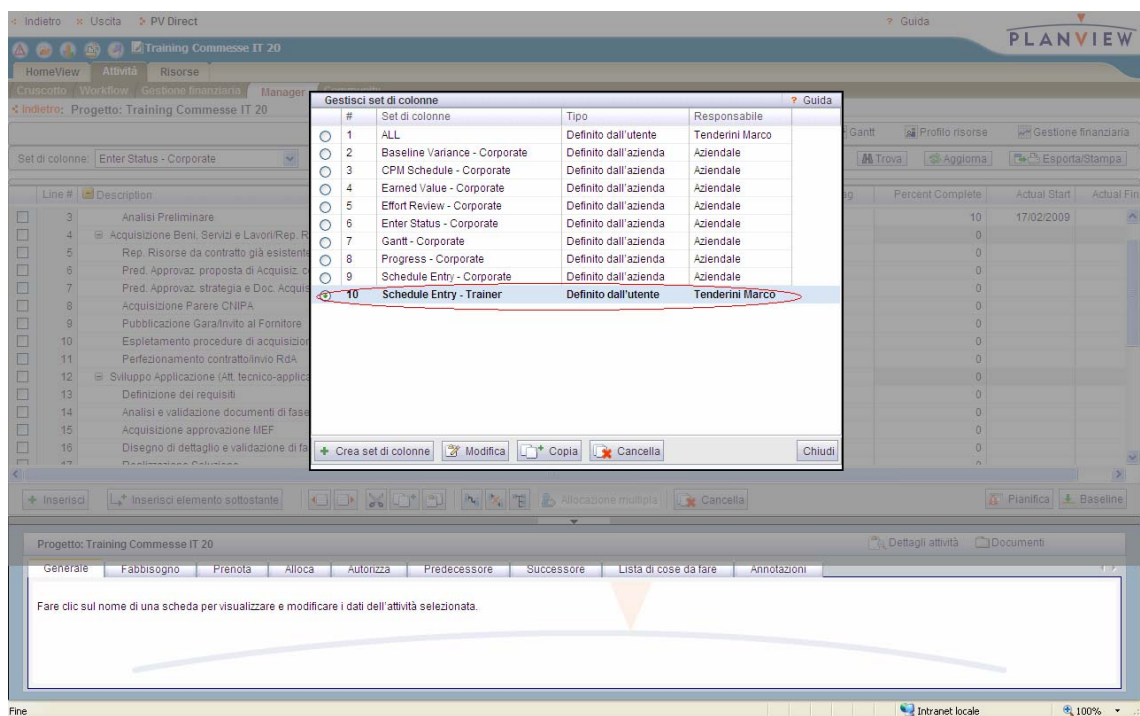 Indietro Uscita PV Direct ? Guida
PLANVIEW
Training Commesse IT 20
HomeView Attività Risorse
Cruscotto Workflow Gestione finanziaria Manager
Indietro: Progetto: Training Commesse IT 20
Gantt Profilo risorse Gestione finanziaria
Set di colonne: Enter Status - Corporate Trova Aggiorna Esporta/Stampa
Line # Description Percent Complete Actual Start Actual Fin
3 Analisi Preliminare 10 17/02/2009
4 Acquisizione Beni, Servizi e Lavori/Rep. R 0
5 Rep. Risorse da contratto già esistente 0
6 Pred. Approvaz. proposta di Acquisiz. c 0
7 Pred. Approvaz. strategia e Doc. Acquis 0
8 Acquisizione Parere CNIPA 0
9 Pubblicazione Gara/Invito al Fornitore 0
10 Espletamento procedure di acquisizion 0
11 Perfezionamento contratto/invio RdA 0
12 Sviluppo Applicazione (Att. tecnico-applica 0
13 Definizione dei requisiti 0
14 Analisi e validazione documenti di fase 0
15 Acquisizione approvazione MEF 0
16 Disegno di dettaglio e validazione di fa 0
Gestisci set di colonne ? Guida
# Set di colonne Tipo Responsabile
1 ALL Definito dall'utente Tenderini Marco
2 Baseline Variance - Corporate Definito dall'azienda Aziendale
3 CPM Schedule - Corporate Definito dall'azienda Aziendale
4 Earned Value - Corporate Definito dall'azienda Aziendale
5 Effort Review - Corporate Definito dall'azienda Aziendale
6 Enter Status - Corporate Definito dall'azienda Aziendale
7 Gantt - Corporate Definito dall'azienda Aziendale
8 Progress - Corporate Definito dall'azienda Aziendale
9 Schedule Entry - Corporate Definito dall'azienda Aziendale
10 Schedule Entry - Trainer Definito dall'utente Tenderini Marco
Crea set di colonne Modifica Copia Cancella Chiudi
Inserisci Inserisci elemento sottostante Allocazione multipla Cancella Pianifica Baseline
Progetto: Training Commesse IT 20 Dettagli attività Documenti
Generale Fabbisogno Prenota Alloca Autorizza Predecessore Successore Lista di cose da fare Annotazioni
Fare clic sul nome di una scheda per visualizzare e modificare i dati dell'attività selezionata.
Fine Intranet locale 100%